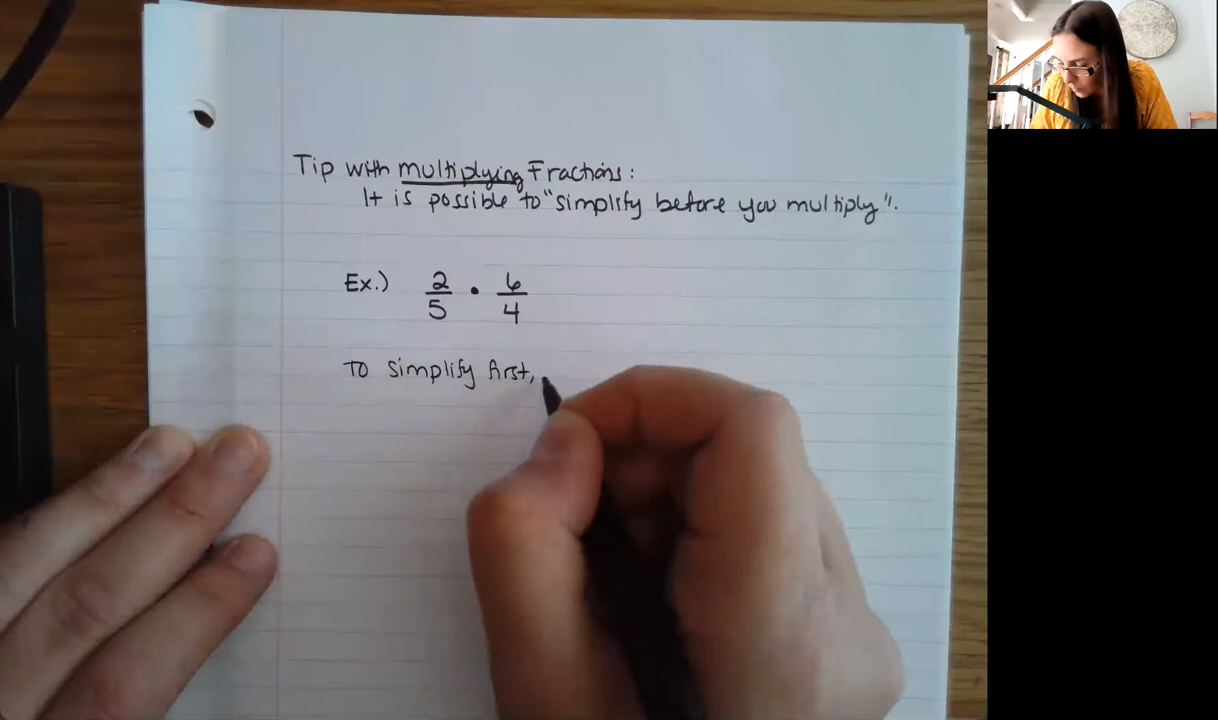 Tip with multiplying Fractions:
It is possible to "simplify before you multiply".
Ex.) 2/5 • 6/4
To simplify first,